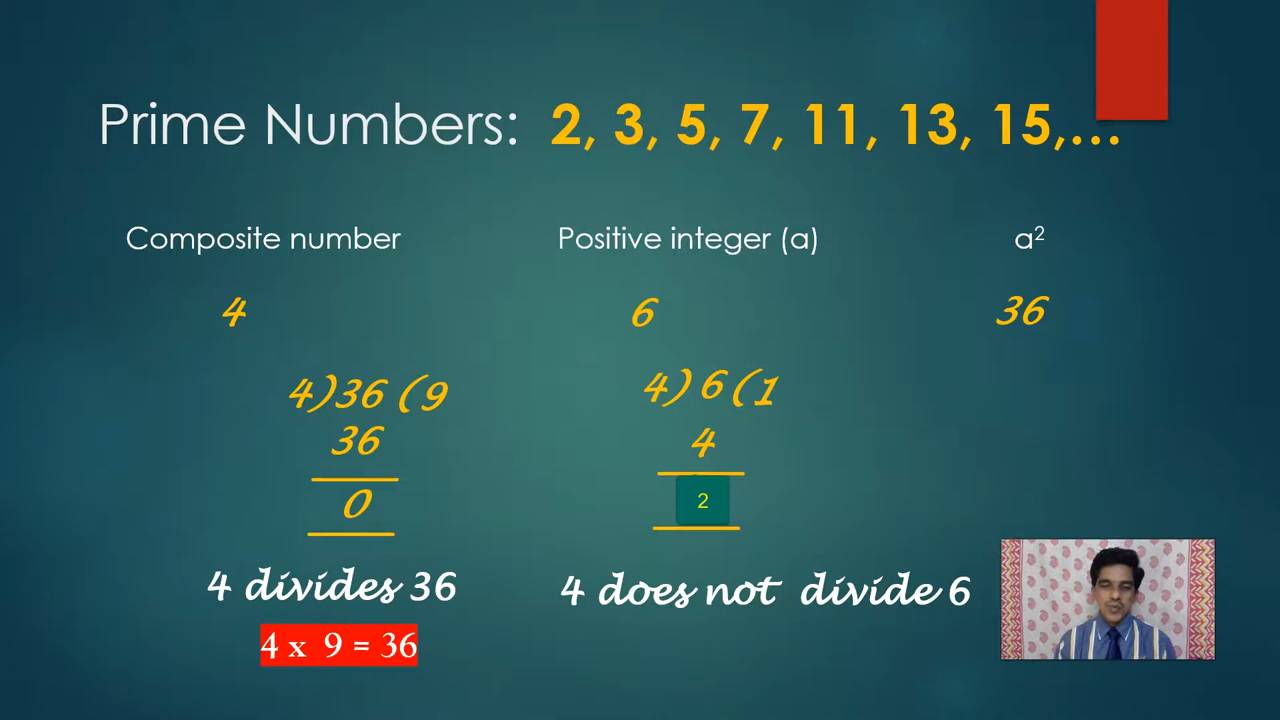 Prime Numbers: 2, 3, 5, 7, 11, 13, 15,...
Composite number Positive integer (a) a²
4 6 36
4)36(9 4)6(1
36 4
0 2
4 divides 36 4 does not divide 6
4 x 9 = 36